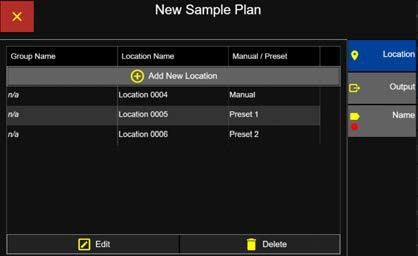 New Sample Plan
Group Name Location Name Manual / Preset
Add New Location
n/a Location 0004 Manual
n/a Location 0005 Preset 1
n/a Location 0006 Preset 2
Edit Delete
Location
Output
Name